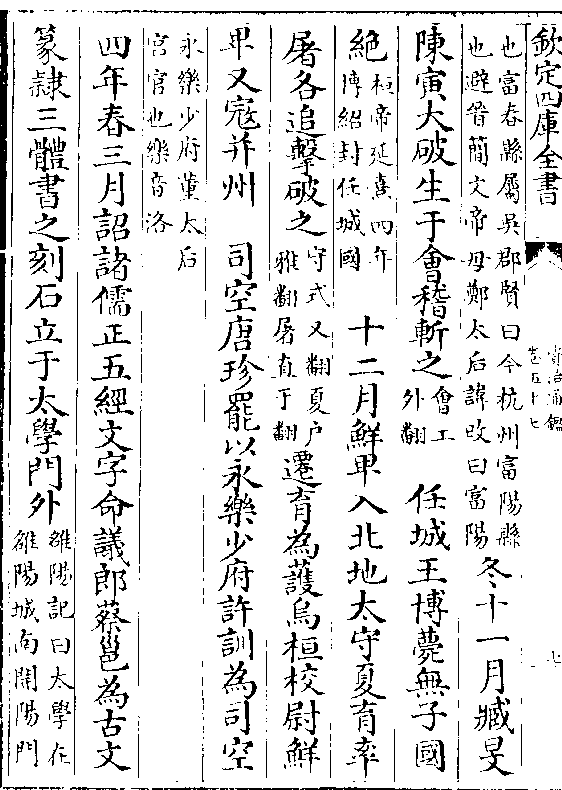 欽定四庫全書
資治通鑑
卷五十七
七
也富春縣屬吳郡賢曰今杭州富陽縣
也避晉簡文帝母鄭太后諱改曰富陽
冬十一月臧旻
陳寅大破生于會稽斬之
會工
外翻
任城王博薨無子國
絶
桓帝延熹四年
博紹封任城國
十二月鮮卑入北地太守夏育率
屠各追擊破之
守式又翻夏户
雅翻屠直于翻
遷育為護烏桓校尉鮮
卑又寇并州 司空唐珍罷以永樂少府許訓為司空
永樂少府董太后
宮官也樂音洛
四年春三月詔諸儒正五經文字命議郎蔡邕為古文
篆隸三體書之刻石立于太學門外
雒陽記曰太學在
雒陽城南開陽門